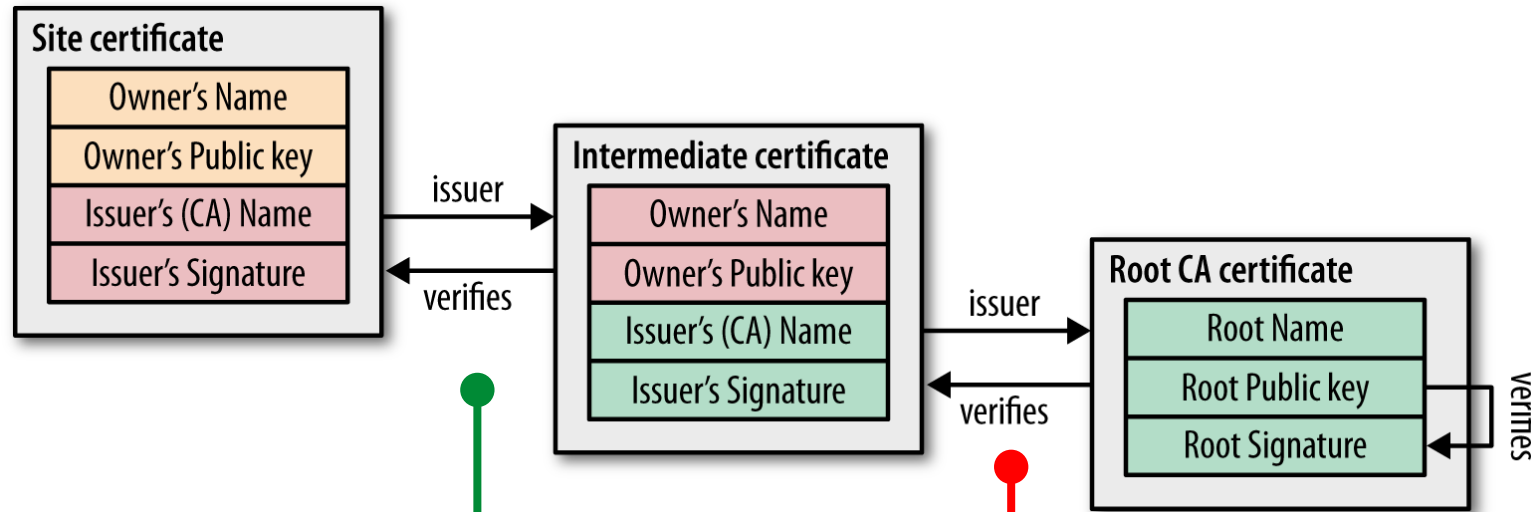 Site certificate
Owner’s Name
Owner’s Public key
Issuer’s (CA) Name
Issuer’s Signature
issuer
verifies
Intermediate certificate
Owner’s Name
Owner’s Public key
Issuer’s (CA) Name
Issuer’s Signature
issuer
verifies
Root CA certificate
Root Name
Root Public key
Root Signature
verifies